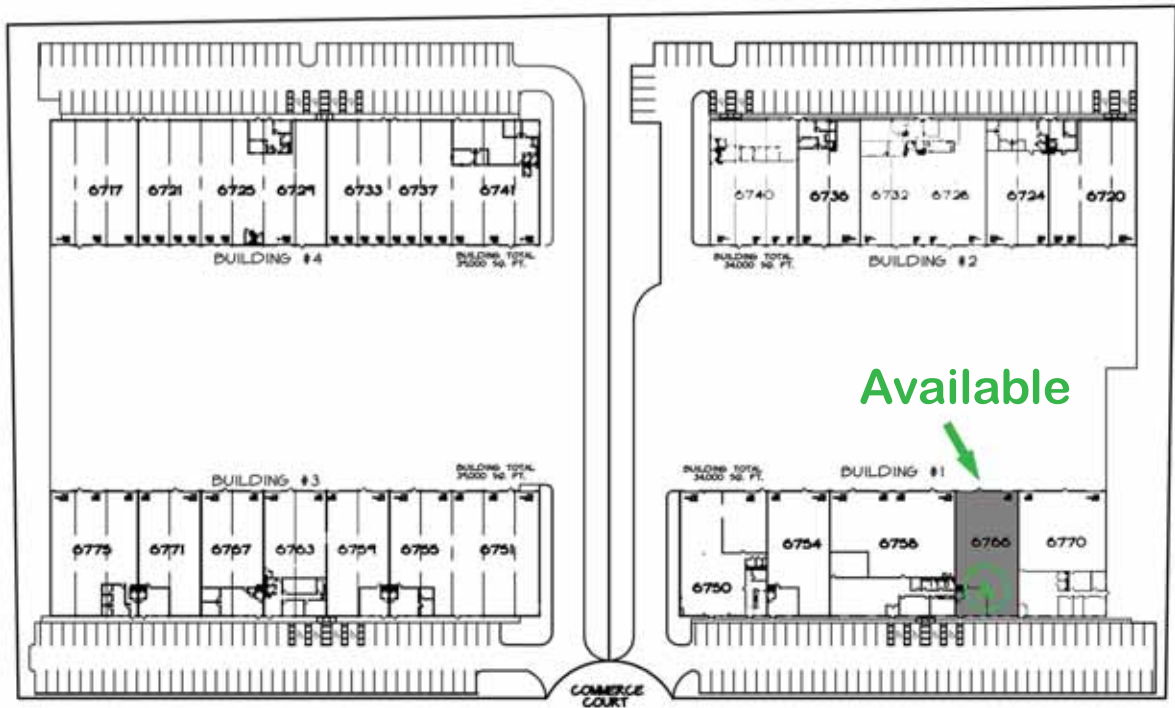 6717 6721 6725 6729 6733 6737 6741
6740 6736 6732 6728 6724 6720
BUILDING #4
BUILDING TOTAL
39,000 SQ. FT.
BUILDING TOTAL
34,000 SQ. FT.
BUILDING #2
Available
BUILDING #3
BUILDING TOTAL
39,000 SQ. FT.
BUILDING TOTAL
34,000 SQ. FT.
BUILDING #1
6775 6771 6767 6763 6759 6755 6751
6750 6754 6758 6766 6770
COMMERCE
COURT